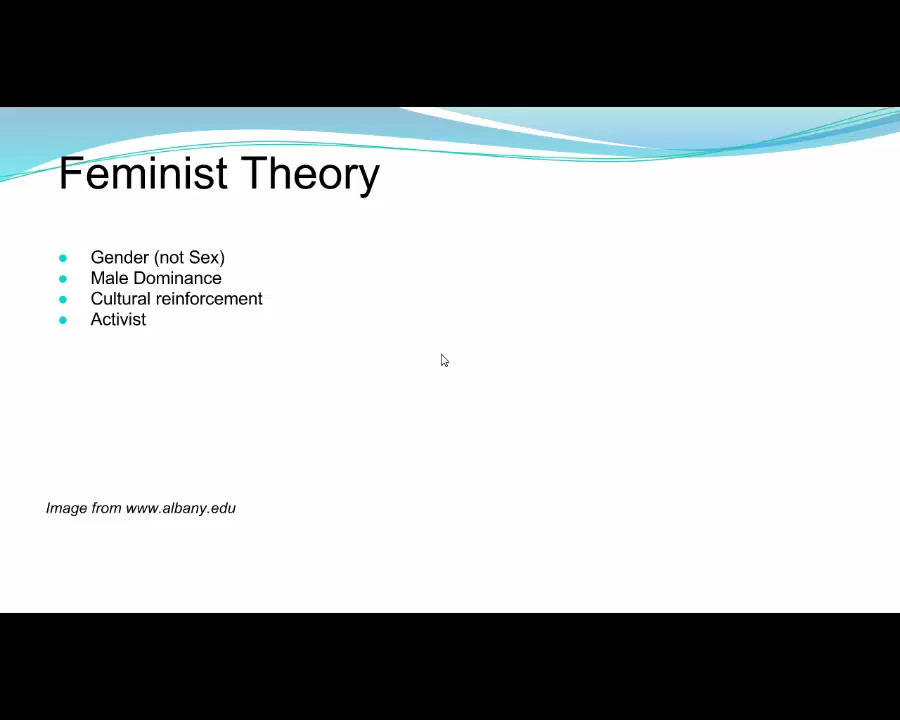 Feminist Theory
Gender (not Sex)
Male Dominance
Cultural reinforcement
Activist
Image from www.albany.edu